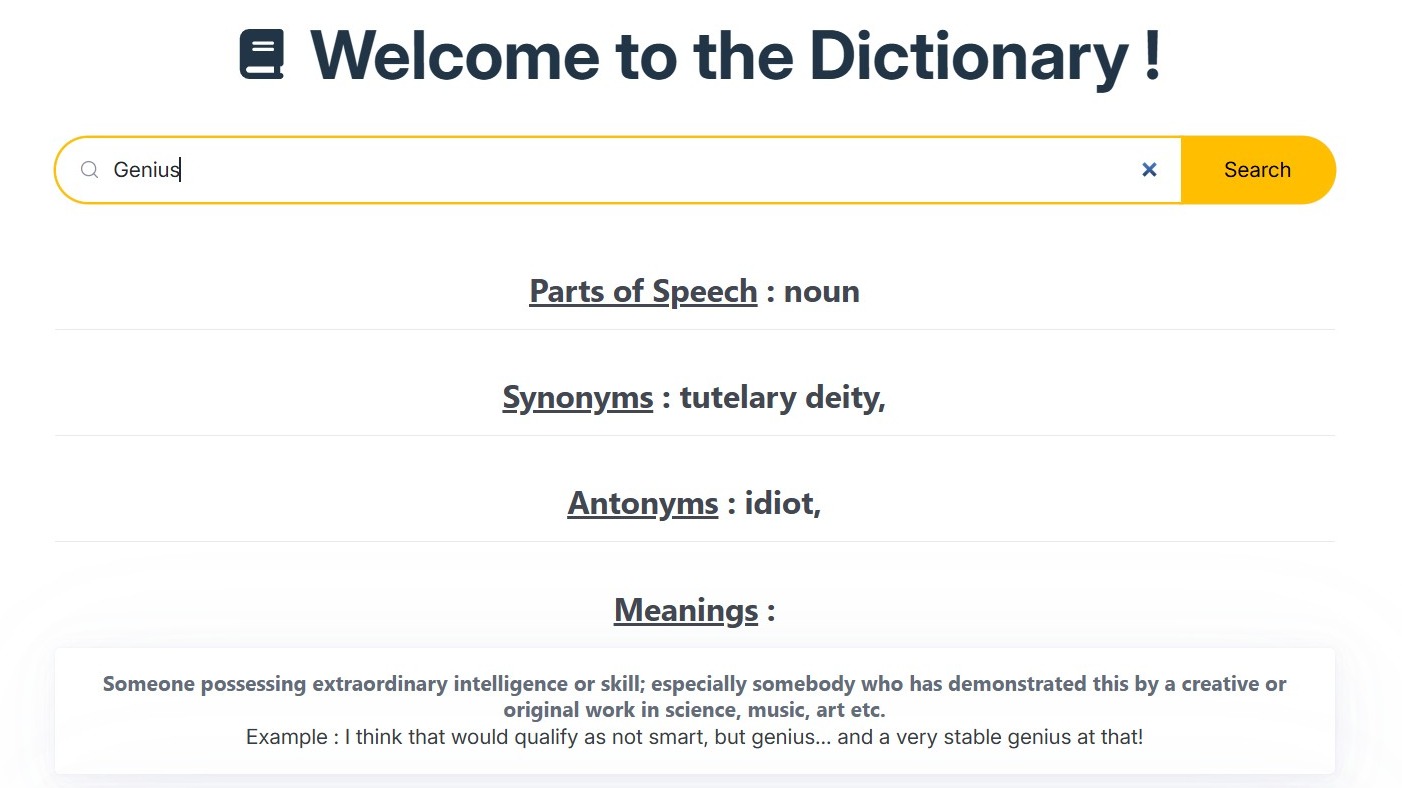 Welcome to the Dictionary !
Genius
Search
Parts of Speech : noun
Synonyms : tutelary deity,
Antonyms : idiot,
Meanings :
Someone possessing extraordinary intelligence or skill; especially somebody who has demonstrated this by a creative or
original work in science, music, art etc.
Example : I think that would qualify as not smart, but genius... and a very stable genius at that!